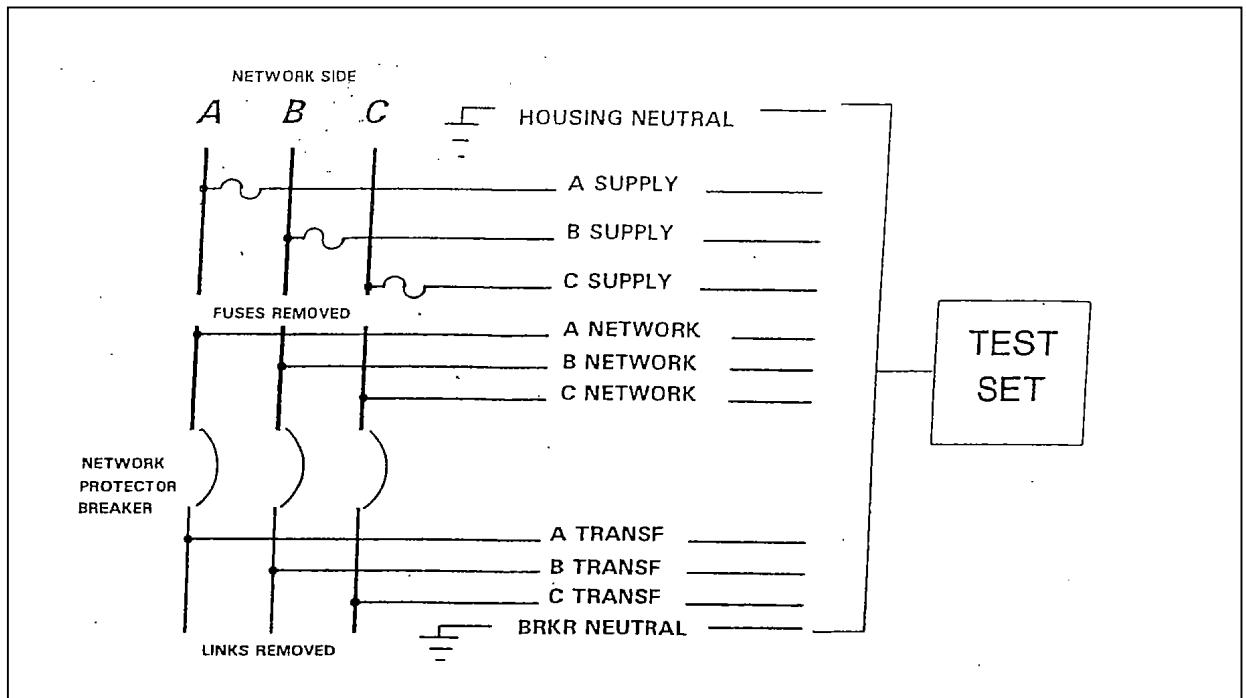 NETWORK SIDE
A B C
HOUSING NEUTRAL
A SUPPLY
B SUPPLY
C SUPPLY
FUSES REMOVED
A NETWORK
B NETWORK
C NETWORK
TEST
SET
NETWORK
PROTECTOR
BREAKER
A TRANSF
B TRANSF
C TRANSF
BRKR NEUTRAL
LINKS REMOVED